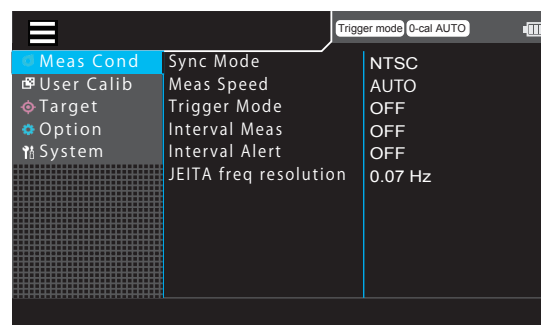 Trigger mode 0-cal AUTO
Meas Cond
User Calib
Target
Option
System
Sync Mode NTSC
Meas Speed AUTO
Trigger Mode OFF
Interval Meas OFF
Interval Alert OFF
JEITA freq resolution 0.07 Hz